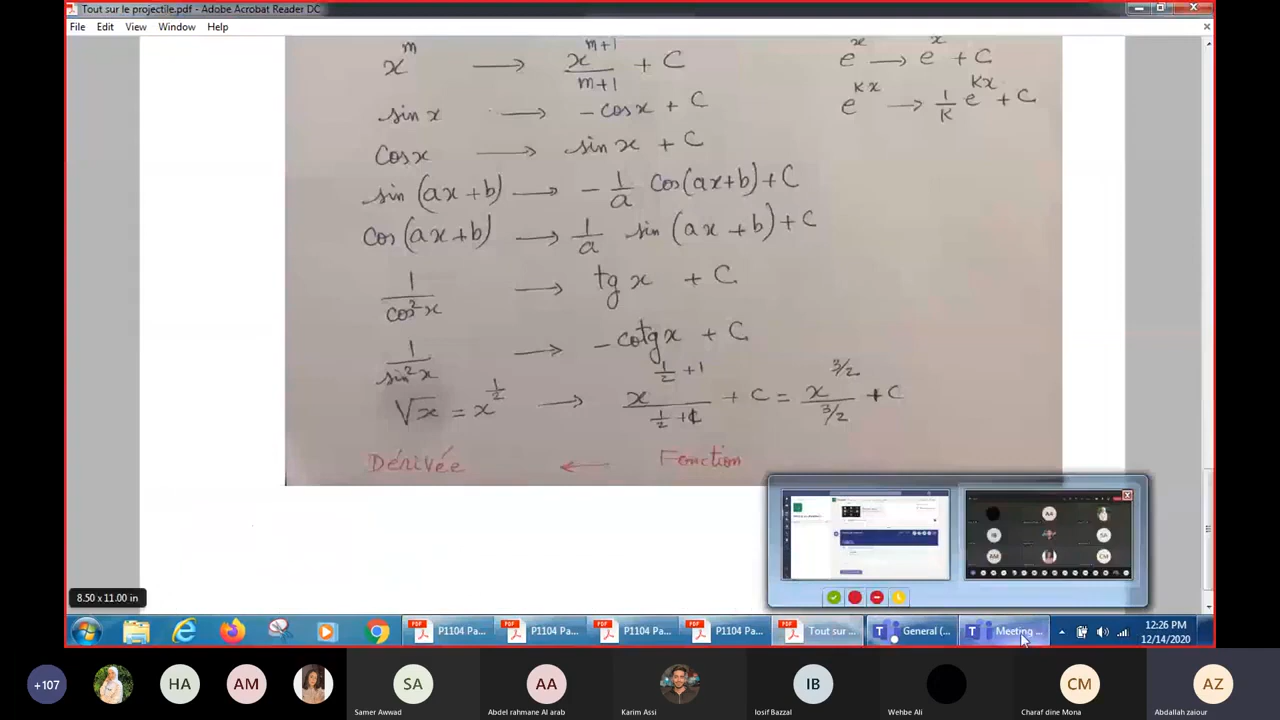 Tout sur le projectile.pdf - Adobe Acrobat Reader DC
File Edit View Window Help
x^m → x^{m+1}/m+1 + C
e^x → e^x + C
e^{Kx} → 1/K e^{Kx} + C
sin x → - cos x + C
Cos x → sin x + C
sin (ax+b) → - 1/a cos(ax+b) + C
Cos (ax+b) → 1/a sin (ax+b) + C
1/cos²x → tg x + C
1/sin²x → - cotg x + C
√x = x^{1/2} → x^{1/2 + 1}/1/2 + 1 + C = x^{3/2}/3/2 + C
Dérivée ← Fonction
8.50 x 11.00 in
P1104 Pa... P1104 Pa... P1104 Pa... P1104 Pa... Tout sur ... General (... Meeting ...
12:26 PM
12/14/2020
+107 HA AM SA AA IB CM AZ
Samer Awwad Abdel rahmane Al arab Karim Assi Iosif Bazzal Wehbe Ali Charaf dine Mona Abdallah zaiour